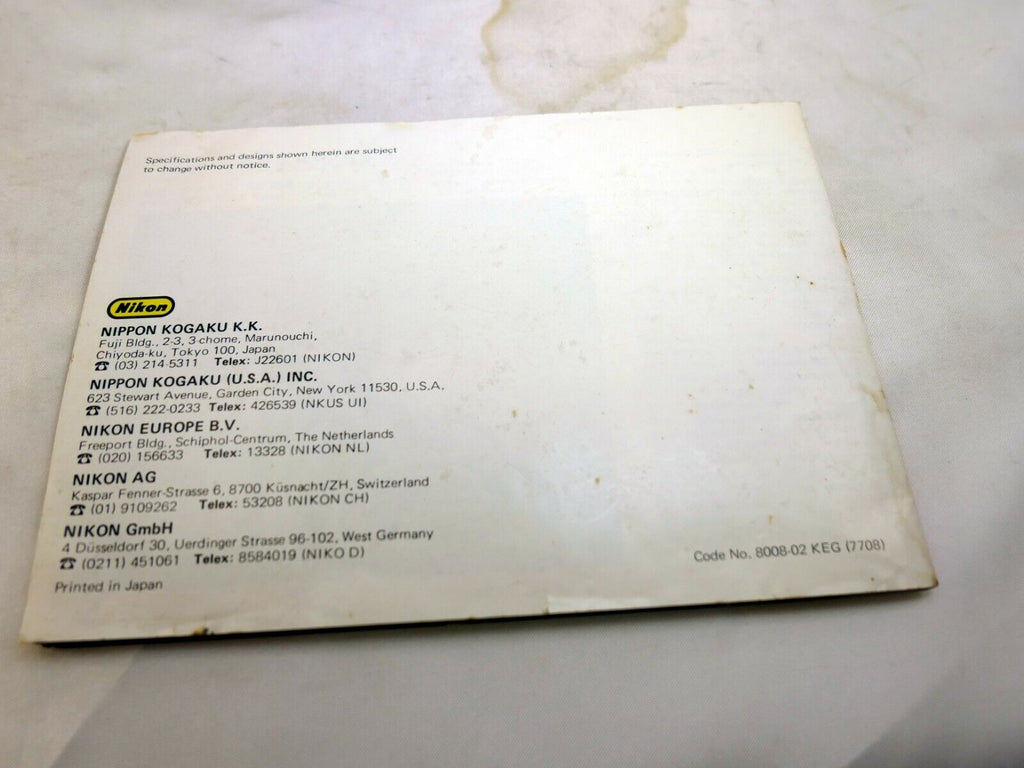 Specifications and designs shown herein are subject
to change without notice.
Nikon
NIPPON KOGAKU K.K.
Fuji Bldg., 2-3, 3-chome, Marunouchi,
Chiyoda-ku, Tokyo 100, Japan
☎ (03) 214-5311 Telex: J22601 (NIKON)
NIPPON KOGAKU (U.S.A.) INC.
623 Stewart Avenue, Garden City, New York 11530, U.S.A.
☎ (516) 222-0233 Telex: 426539 (NKUS UI)
NIKON EUROPE B.V.
Freeport Bldg., Schiphol-Centrum, The Netherlands
☎ (020) 156633 Telex: 13328 (NIKON NL)
NIKON AG
Kaspar Fenner-Strasse 6, 8700 Küsnacht/ZH, Switzerland
☎ (01) 9109262 Telex: 53208 (NIKON CH)
NIKON GmbH
4 Düsseldorf 30, Uerdinger Strasse 96-102, West Germany
☎ (0211) 451061 Telex: 8584019 (NIKO D)
Printed in Japan
Code No. 8008-02 KEG (7708)